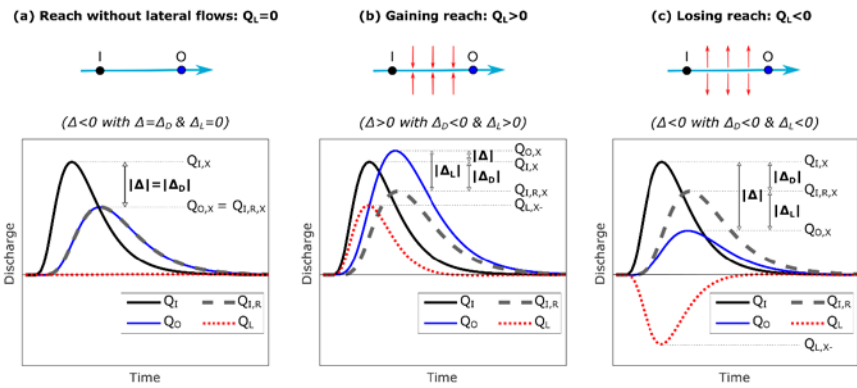 (a) Reach without lateral flows: Q_L=0
I
O
(Δ<0 with Δ=Δ_D & Δ_L=0)
Q_I,X
|Δ|=|Δ_D|
Q_O,X = Q_I,R,X
Discharge
Q_I
Q_I,R
Q_O
Q_L
Time
(b) Gaining reach: Q_L>0
I
O
(Δ>0 with Δ_D<0 & Δ_L>0)
Q_O,X
|Δ|
Q_I,X
|Δ_L|
|Δ_D|
Q_I,R,X
Q_L,X-
Discharge
Q_I
Q_I,R
Q_O
Q_L
Time
(c) Losing reach: Q_L<0
I
O
(Δ<0 with Δ_D<0 & Δ_L<0)
Q_I,X
|Δ_D|
|Δ|
Q_I,R,X
|Δ_L|
Q_O,X
Discharge
Q_I
Q_I,R
Q_O
Q_L
Q_L,X-
Time